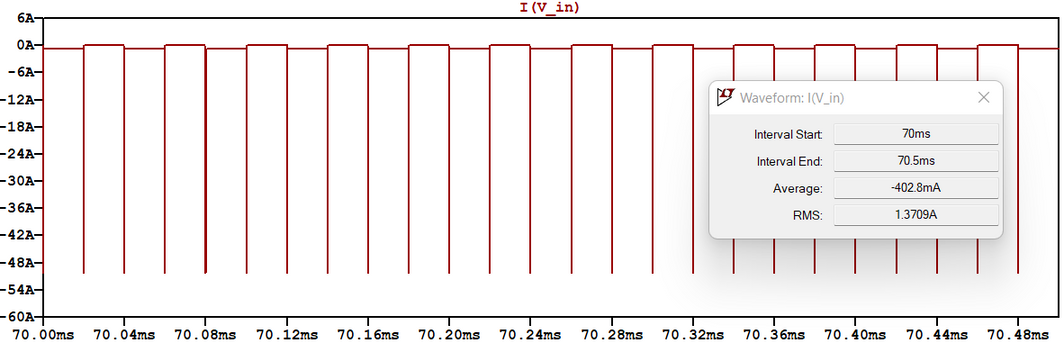 I(V_in)
6A
0A
-6A
-12A
-18A
-24A
-30A
-36A
-42A
-48A
-54A
-60A
70.00ms 70.04ms 70.08ms 70.12ms 70.16ms 70.20ms 70.24ms 70.28ms 70.32ms 70.36ms 70.40ms 70.44ms 70.48ms
Waveform: I(V_in)
Interval Start: 70ms
Interval End: 70.5ms
Average: -402.8mA
RMS: 1.3709A